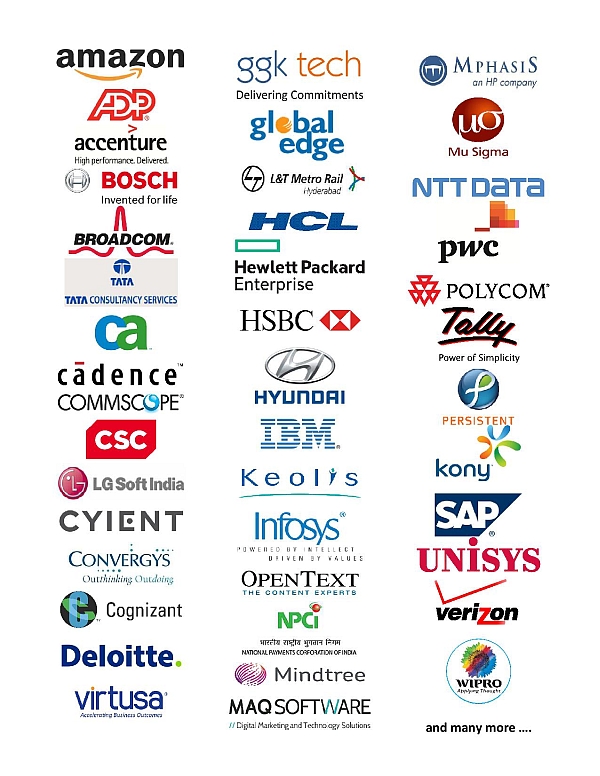 amazon
ADP®
accenture
High performance. Delivered.
BOSCH
Invented for life
BROADCOM®
TATA
TATA CONSULTANCY SERVICES
ca
cādence™
COMMSCOPE®
CSC
LG Soft India
CYIENT
CONVERGYS
Outthinking Outdoing
Cognizant
Deloitte.
virtusa®
Accelerating Business Outcomes
ggk tech
Delivering Commitments
global
edge
L&T Metro Rail
Hyderabad
HCL
Hewlett Packard
Enterprise
HSBC
HYUNDAI
IBM®
Keolis
Infosys®
POWERED BY INTELLECT
DRIVEN BY VALUES
OPENTEXT
THE CONTENT EXPERTS
NPCI
भारतीय राष्ट्रीय भुगतान निगम
NATIONAL PAYMENTS CORPORATION OF INDIA
Mindtree
MAQ SOFTWARE
// Digital Marketing and Technology Solutions
MPHASIS
an HP company
μσ
Mu Sigma
NTT DATA
pwc
POLYCOM®
Tally
Power of Simplicity
PERSISTENT
kony
SAP®
UNISYS
verizon
WIPRO
Applying Thought
and many more ....